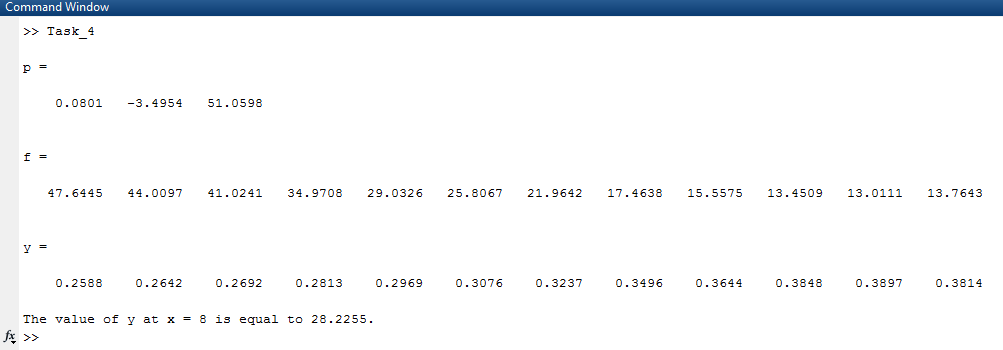 Command Window
>> Task_4
p =
0.0801 -3.4954 51.0598
f =
47.6445 44.0097 41.0241 34.9708 29.0326 25.8067 21.9642 17.4638 15.5575 13.4509 13.0111 13.7643
y =
0.2588 0.2642 0.2692 0.2813 0.2969 0.3076 0.3237 0.3496 0.3644 0.3848 0.3897 0.3814
The value of y at x = 8 is equal to 28.2255.
fx >>